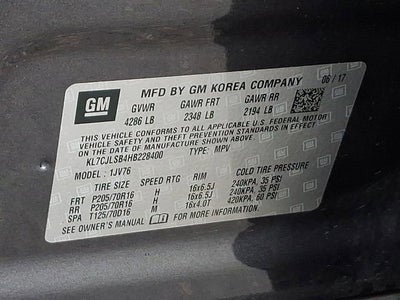 GM
MFD BY GM KOREA COMPANY 06/17
GVWR GAWR FRT GAWR RR
4286 LB 2348 LB 2194 LB
THIS VEHICLE CONFORMS TO ALL APPLICABLE U.S. FEDERAL MOTOR
VEHICLE SAFETY, BUMPER, AND THEFT PREVENTION STANDARDS IN EFFECT ON THE
DATE OF MANUFACTURE SHOWN ABOVE.
KL7CJLSB4HB228400 TYPE: MPV
MODEL: 1JV76
TIRE SIZE SPEED RTG RIM COLD TIRE PRESSURE
FRT P205/70R16 H 16x6.5J 240KPA, 35 PSI
RR P205/70R16 H 16x6.5J 240KPA, 35 PSI
SPA T125/70D16 M 16x4.0T 420KPA, 60 PSI
SEE OWNER'S MANUAL FOR MORE INFORMATION.